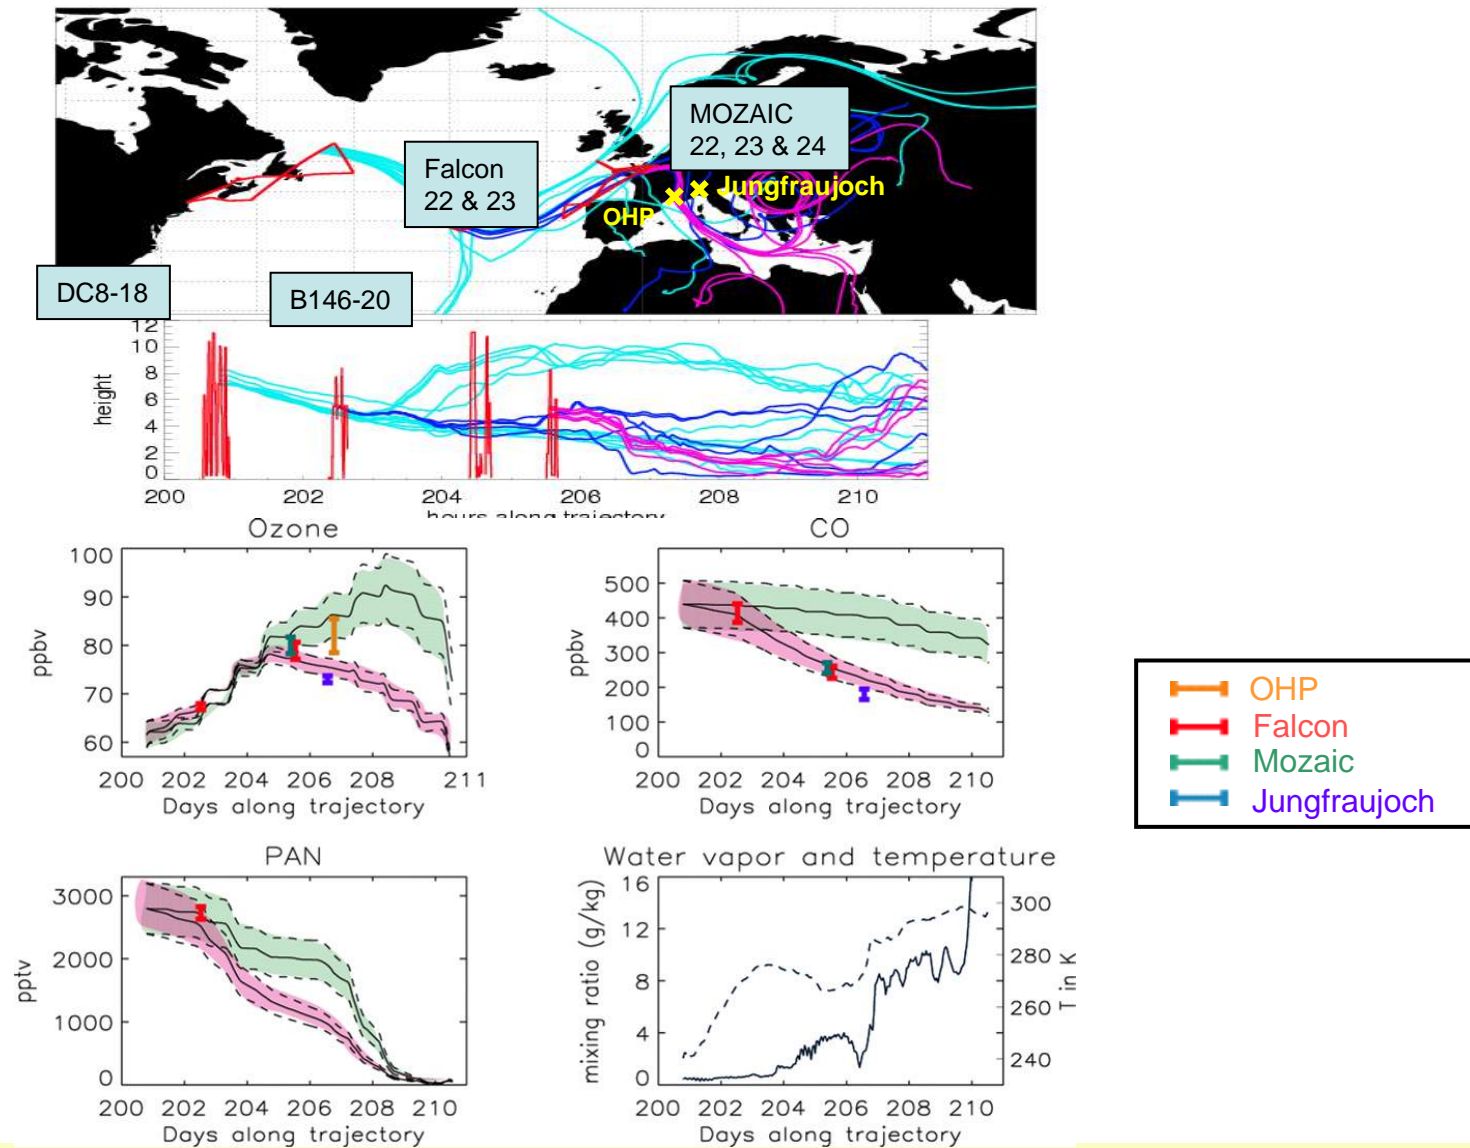 MOZAIC
22, 23 & 24
Falcon
22 & 23
Jungfraujoch
OHP
DC8-18
B146-20
12
10
8
6
4
2
0
height
200 202 204 206 208 210
hours along trajectory
Ozone
100
90
80
70
60
ppbv
200 202 204 206 208 211
Days along trajectory
CO
500
400
300
200
100
0
ppbv
200 202 204 206 208 210
Days along trajectory
OHP
Falcon
Mozaic
Jungfraujoch
PAN
3000
2000
1000
0
pptv
200 202 204 206 208 210
Days along trajectory
Water vapor and temperature
16
12
8
4
0
mixing ratio (g/kg)
300
280
260
240
T in K
200 202 204 206 208 210
Days along trajectory